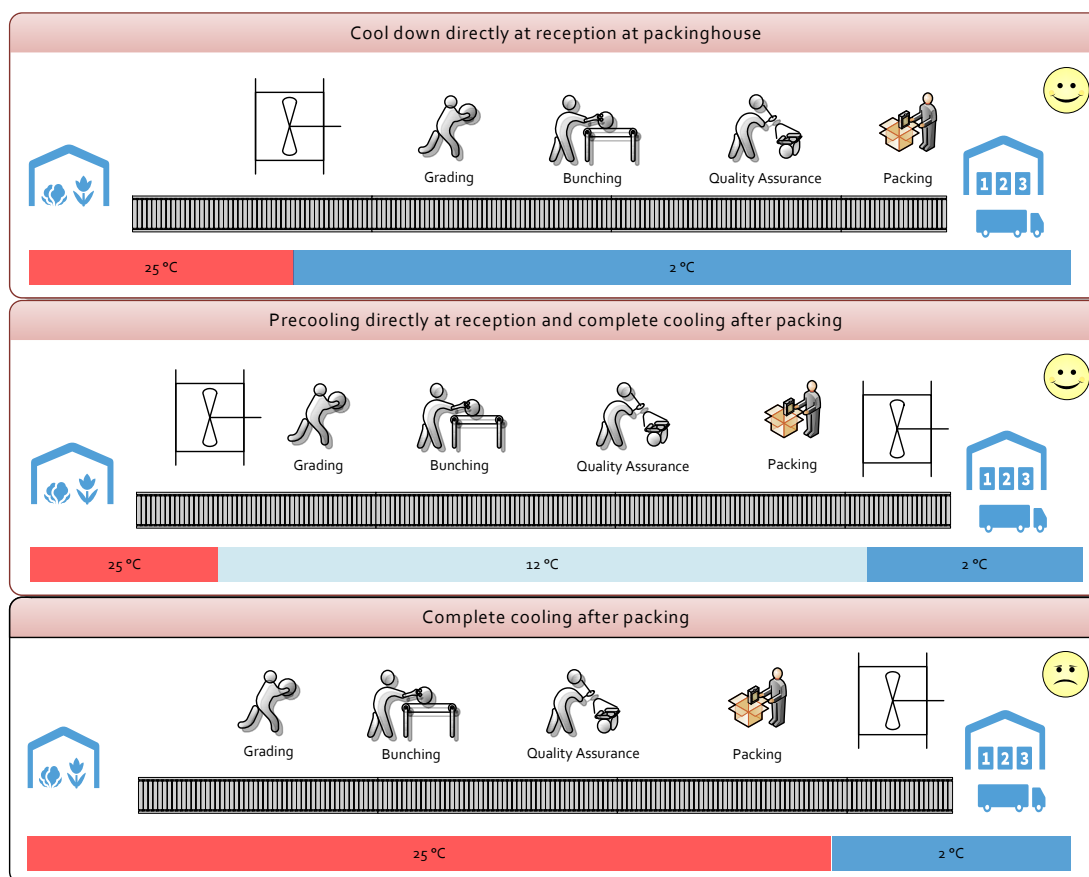 Cool down directly at reception at packinghouse
Grading
Bunching
Quality Assurance
Packing
1 2 3
25 °C
2 °C
Precooling directly at reception and complete cooling after packing
Grading
Bunching
Quality Assurance
Packing
1 2 3
25 °C
12 °C
2 °C
Complete cooling after packing
Grading
Bunching
Quality Assurance
Packing
1 2 3
25 °C
2 °C